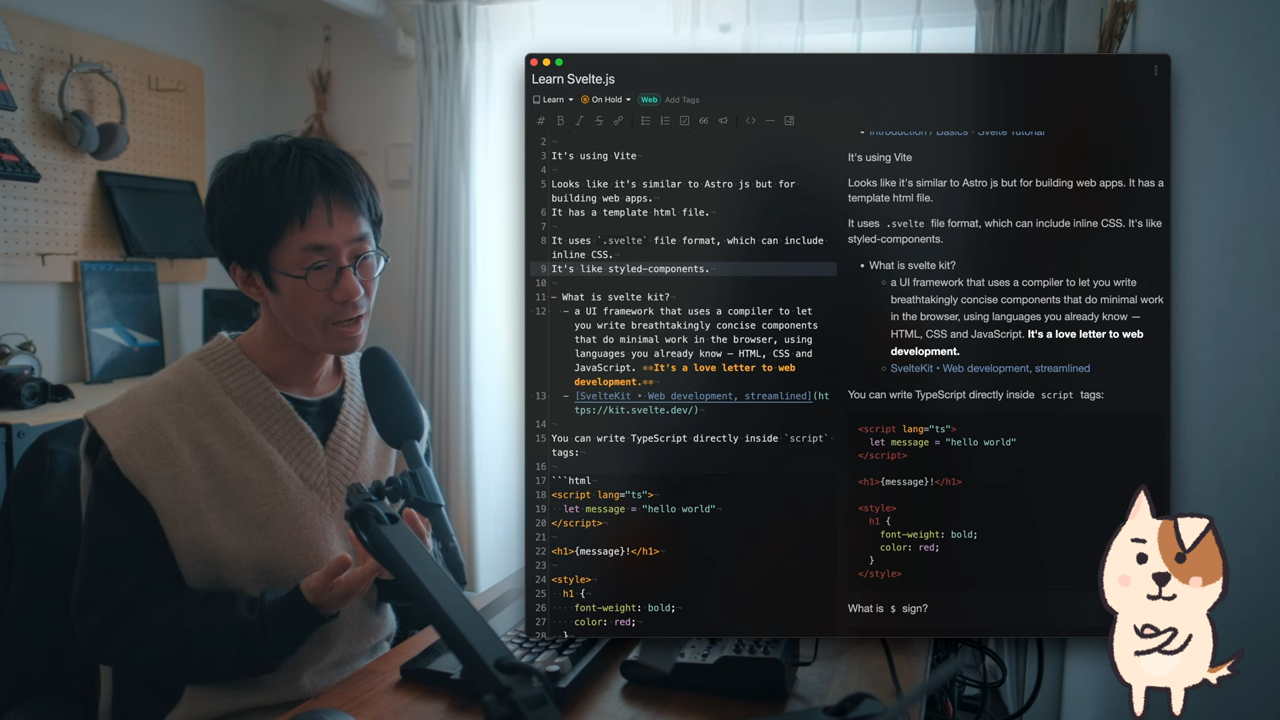 Learn Svelte.js
Learn
On Hold
Web
Add Tags
2
3 It's using Vite
4
5 Looks like it's similar to Astro js but for
building web apps.
6 It has a template html file.
7
8 It uses `.svelte` file format, which can include
inline CSS.
9 It's like styled-components.
10
11 - What is svelte kit?
12 - a UI framework that uses a compiler to let
you write breathtakingly concise components
that do minimal work in the browser, using
languages you already know — HTML, CSS and
JavaScript. **It's a love letter to web
development.**
13 - [SvelteKit • Web development, streamlined](ht
tps://kit.svelte.dev/)
14
15 You can write TypeScript directly inside `script`
tags:
16
17 ```html
18 <script lang="ts">
19 let message = "hello world"
20 </script>
21
22 <h1>{message}!</h1>
23
24 <style>
25 h1 {
26 font-weight: bold;
27 color: red;
28 }
Introduction / Basics • Svelte Tutorial
It's using Vite
Looks like it's similar to Astro js but for building web apps. It has a
template html file.
It uses .svelte file format, which can include inline CSS. It's like
styled-components.
• What is svelte kit?
a UI framework that uses a compiler to let you write
breathtakingly concise components that do minimal work
in the browser, using languages you already know —
HTML, CSS and JavaScript. It's a love letter to web
development.
SvelteKit • Web development, streamlined
You can write TypeScript directly inside script tags:
<script lang="ts">
let message = "hello world"
</script>
<h1>{message}!</h1>
<style>
h1 {
font-weight: bold;
color: red;
}
</style>
What is $ sign?